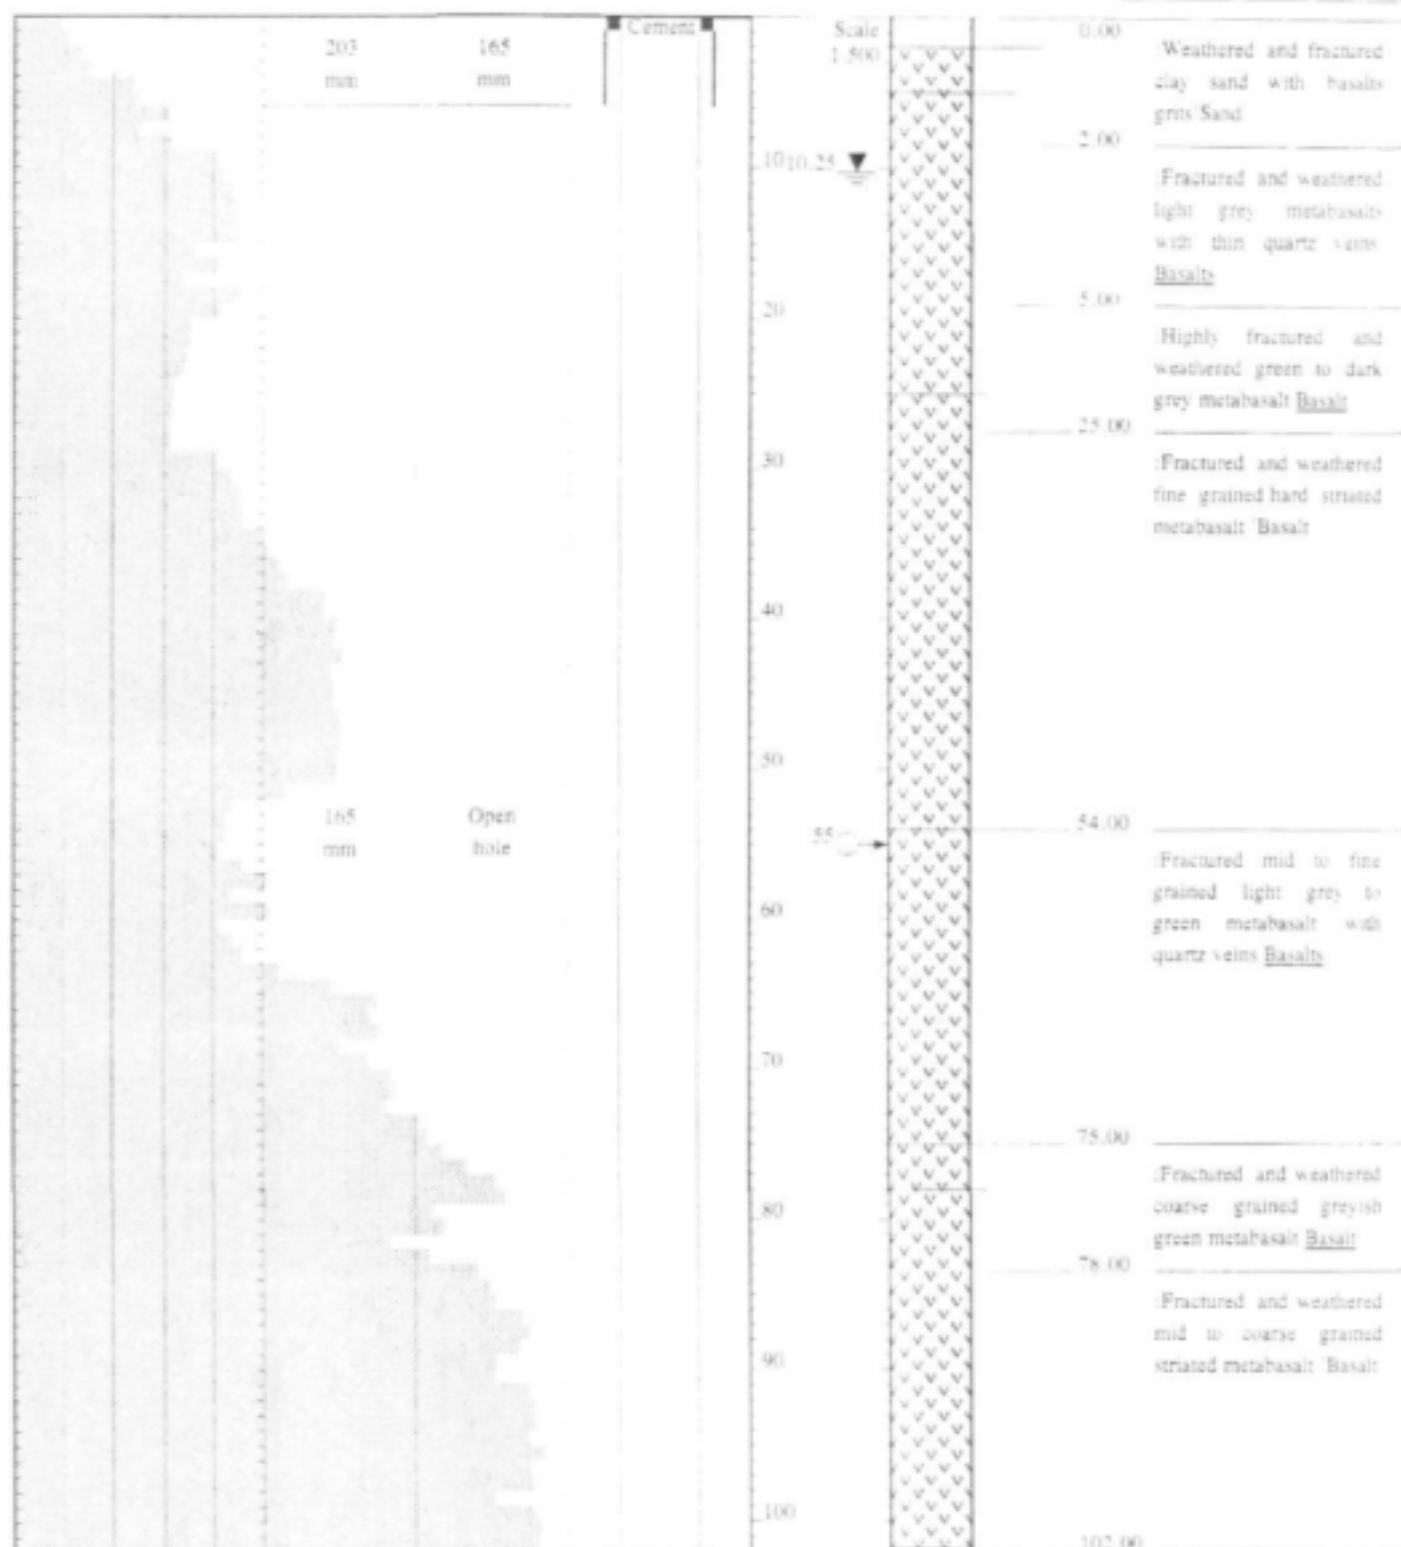 Cement
203
mm
165
mm
Scale
1:500
0.00
:Weathered and fractured
clay sand with basalts
grits Sand
2.00
10
10.25
:Fractured and weathered
light grey metabasalts
with thin quartz veins
Basalts
5.00
20
:Highly fractured and
weathered green to dark
grey metabasalt Basalt
25.00
30
:Fractured and weathered
fine grained hard striated
metabasalt Basalt
40
50
165
mm
Open
hole
55
54.00
:Fractured mid to fine
grained light grey to
green metabasalt with
quartz veins Basalts
60
70
75.00
:Fractured and weathered
coarse grained greyish
green metabasalt Basalt
80
78.00
:Fractured and weathered
mid to coarse grained
striated metabasalt Basalt
90
100
102.00